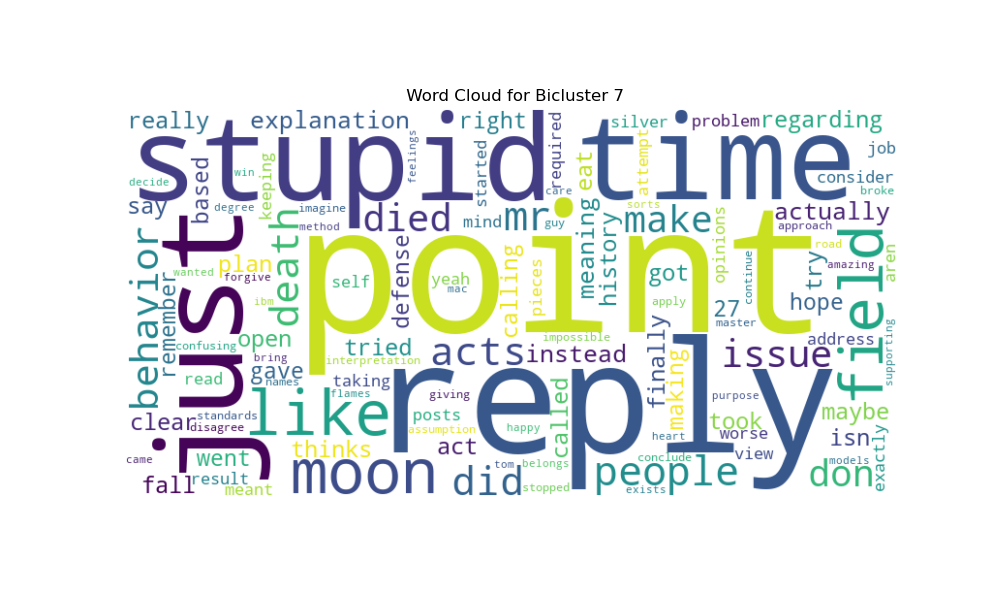 Word Cloud for Bicluster 7
really
explanation
right
silver
problem
regarding
stupid
time
job
feelings
required
attempt
started
eat
consider
decide
win
keeping
based
care
broke
say
degree
imagine
died
mind
mr
guy
sorts
make
actually
method
approach
death
point
meaning
history
opinions
behavior
just
field
road
aren
wanted
plan
forgive
self
defense
yeah
mac
calling
pieces
got
continue
try
amazing
remember
ibm
apply
27
hope
master
open
confusing
impossible
address
tried
acts
instead
issue
supporting
bring
interpretation
finally
making
gave
names
taking
read
flames
giving
reply
purpose
like
standards
posts
called
maybe
clear
disagree
assumption
happy
heart
took
worse
isn
thinks
act
view
exactly
came
went
moon
tom
belongs
conclude
models
result
did
people
don
fall
meant
stopped
exists